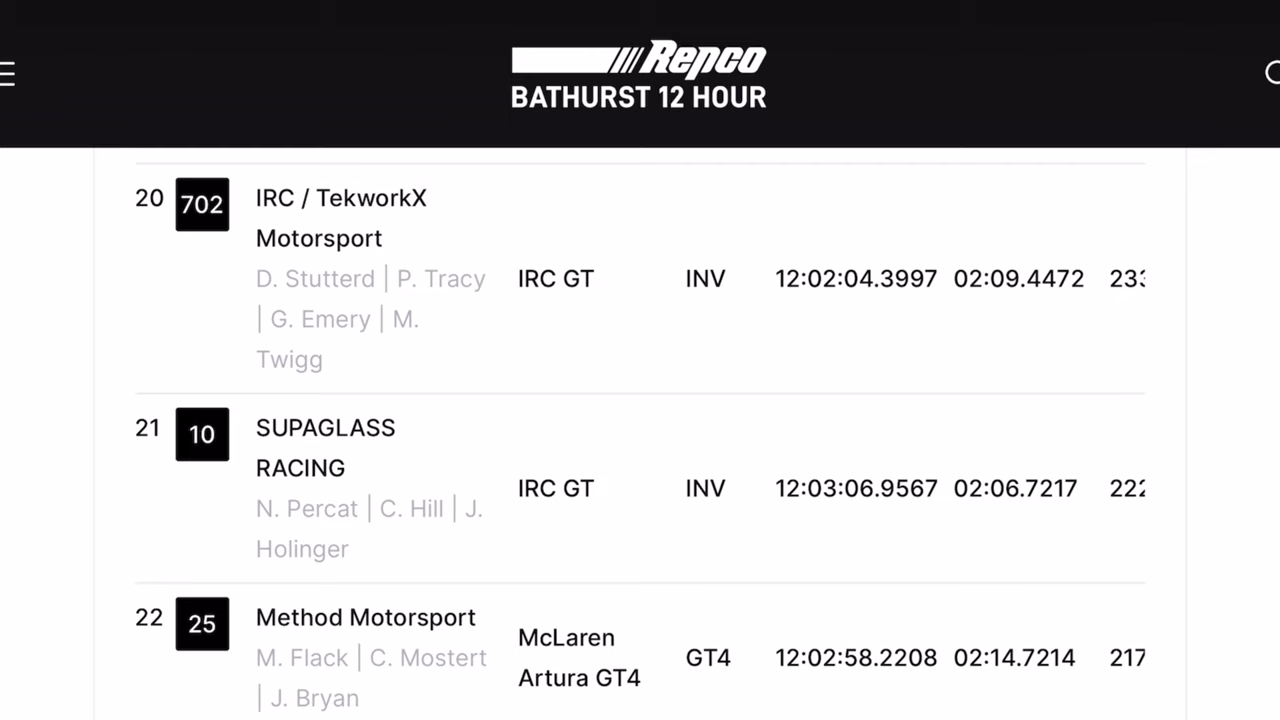 Repco
BATHURST 12 HOUR
20 702 IRC / TekworkX
Motorsport
D. Stutterd | P. Tracy IRC GT INV 12:02:04.3997 02:09.4472 233
| G. Emery | M.
Twigg
21 10 SUPAGLASS
RACING
IRC GT INV 12:03:06.9567 02:06.7217 222
N. Percat | C. Hill | J.
Holinger
22 25 Method Motorsport
McLaren
M. Flack | C. Mostert GT4 12:02:58.2208 02:14.7214 217
Artura GT4
| J. Bryan